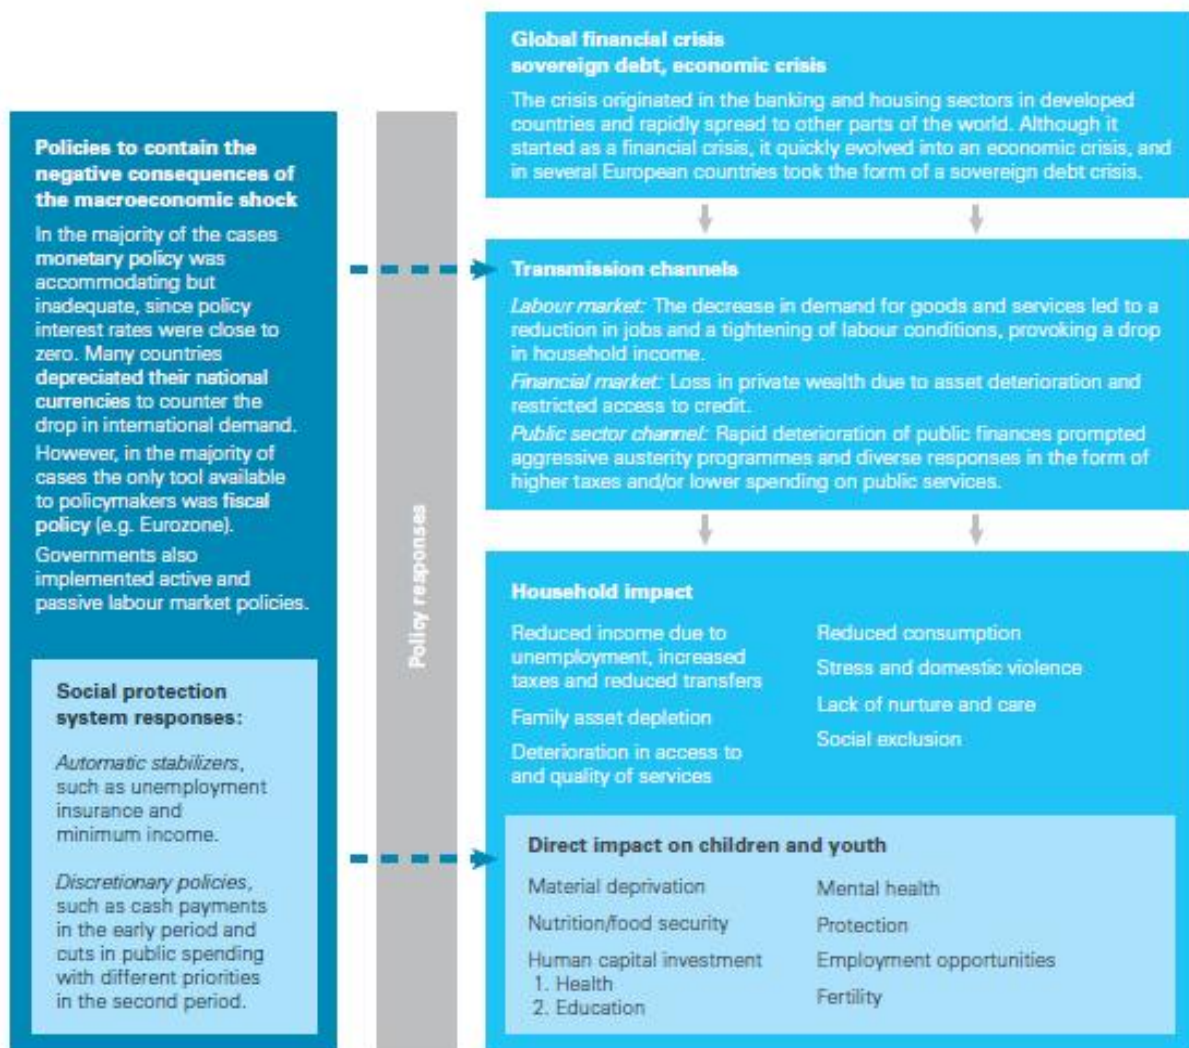 Global financial crisis
sovereign debt, economic crisis
The crisis originated in the banking and housing sectors in developed
countries and rapidly spread to other parts of the world. Although it
started as a financial crisis, it quickly evolved into an economic crisis, and
in several European countries took the form of a sovereign debt crisis.
Policies to contain the
negative consequences of
the macroeconomic shock
In the majority of the cases
monetary policy was
accommodating but
inadequate, since policy
interest rates were close to
zero. Many countries
depreciated their national
currencies to counter the
drop in international demand.
However, in the majority of
cases the only tool available
to policymakers was fiscal
policy (e.g. Eurozone).
Governments also
implemented active and
passive labour market policies.
Social protection
system responses:
Automatic stabilizers,
such as unemployment
insurance and
minimum income.
Discretionary policies,
such as cash payments
in the early period and
cuts in public spending
with different priorities
in the second period.
Policy responses
Transmission channels
Labour market: The decrease in demand for goods and services led to a
reduction in jobs and a tightening of labour conditions, provoking a drop
in household income.
Financial market: Loss in private wealth due to asset deterioration and
restricted access to credit.
Public sector channel: Rapid deterioration of public finances prompted
aggressive austerity programmes and diverse responses in the form of
higher taxes and/or lower spending on public services.
Household impact
Reduced income due to
unemployment, increased
taxes and reduced transfers
Family asset depletion
Deterioration in access to
and quality of services
Reduced consumption
Stress and domestic violence
Lack of nurture and care
Social exclusion
Direct impact on children and youth
Material deprivation
Nutrition/food security
Human capital investment
1. Health
2. Education
Mental health
Protection
Employment opportunities
Fertility